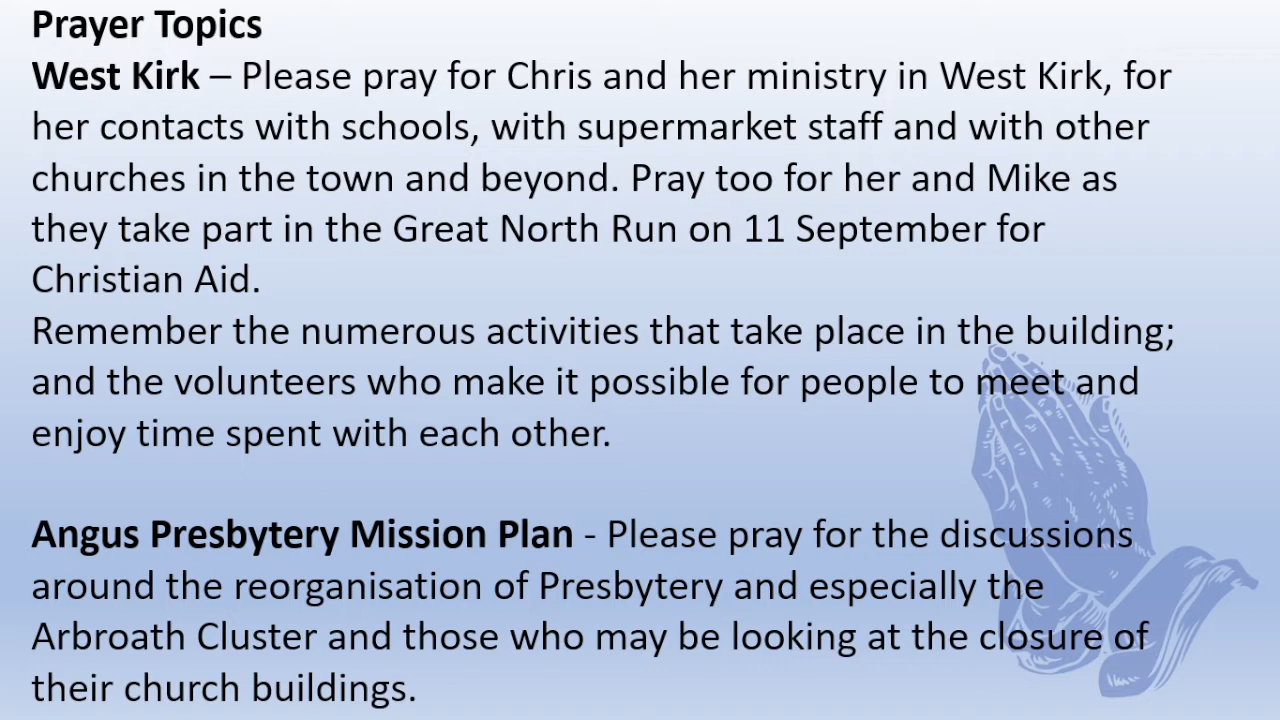 Prayer Topics
West Kirk – Please pray for Chris and her ministry in West Kirk, for
her contacts with schools, with supermarket staff and with other
churches in the town and beyond. Pray too for her and Mike as
they take part in the Great North Run on 11 September for
Christian Aid.
Remember the numerous activities that take place in the building;
and the volunteers who make it possible for people to meet and
enjoy time spent with each other.
Angus Presbytery Mission Plan - Please pray for the discussions
around the reorganisation of Presbytery and especially the
Arbroath Cluster and those who may be looking at the closure of
their church buildings.